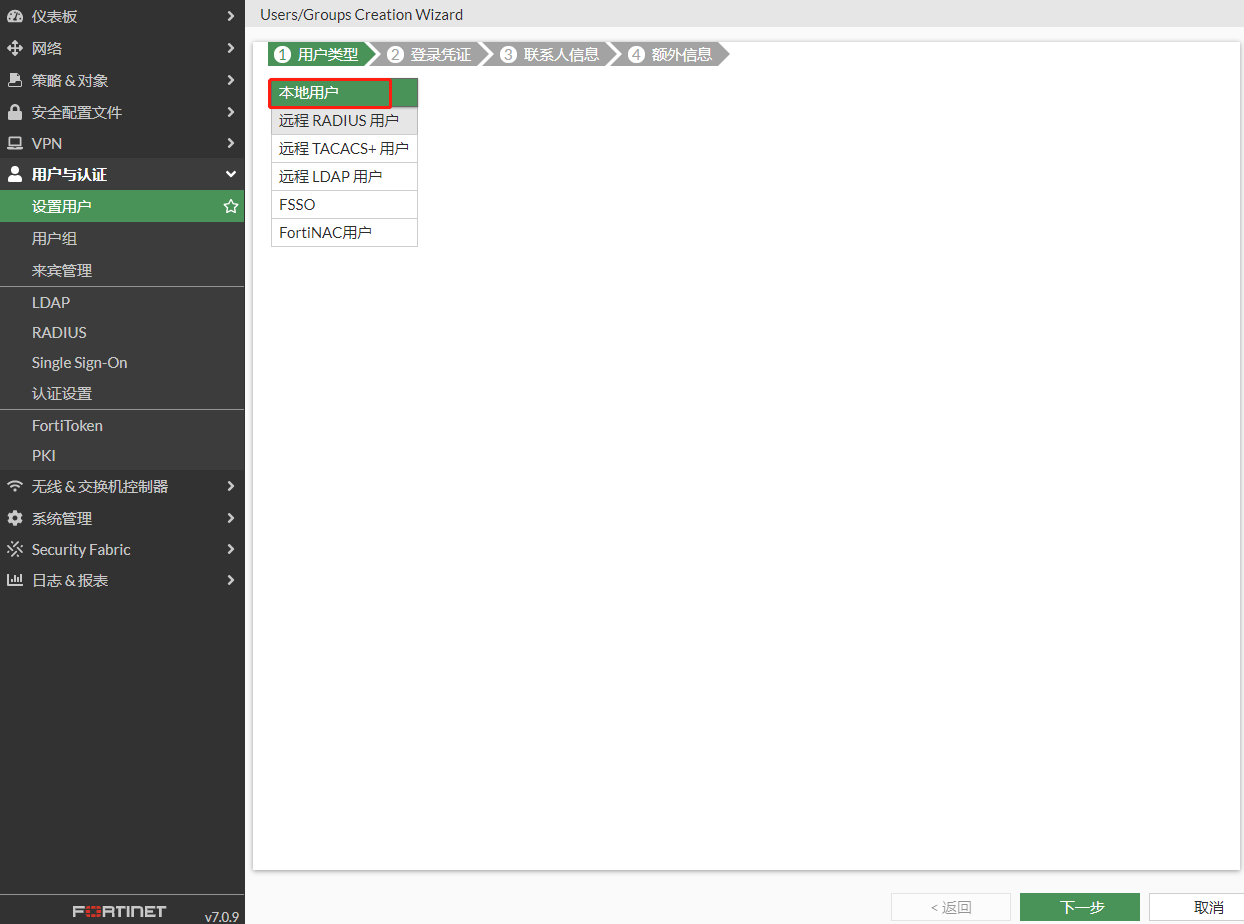 仪表板
网络
策略 & 对象
安全配置文件
VPN
用户与认证
设置用户
用户组
来宾管理
LDAP
RADIUS
Single Sign-On
认证设置
FortiToken
PKI
无线 & 交换机控制器
系统管理
Security Fabric
日志 & 报表
FORTINET
v7.0.9
Users/Groups Creation Wizard
1 用户类型 2 登录凭证 3 联系人信息 4 额外信息
本地用户
远程 RADIUS 用户
远程 TACACS+ 用户
远程 LDAP 用户
FSSO
FortiNAC用户
< 返回 下一步 取消